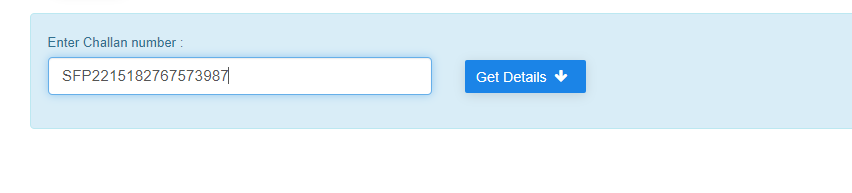 Enter Challan number :
SFP2215182767573987
Get Details